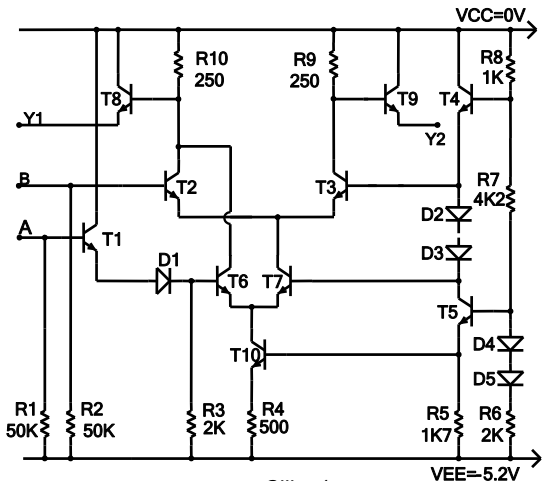 VCC=0V
R10
250
R9
250
R8
1K
T8
T9
T4
Y1
Y2
B
T2
T3
R7
4K2
D2
A
T1
D3
D1
T6
T7
T5
T10
D4
D5
R1
50K
R2
50K
R3
2K
R4
500
R5
1K7
R6
2K
VEE=-5.2V